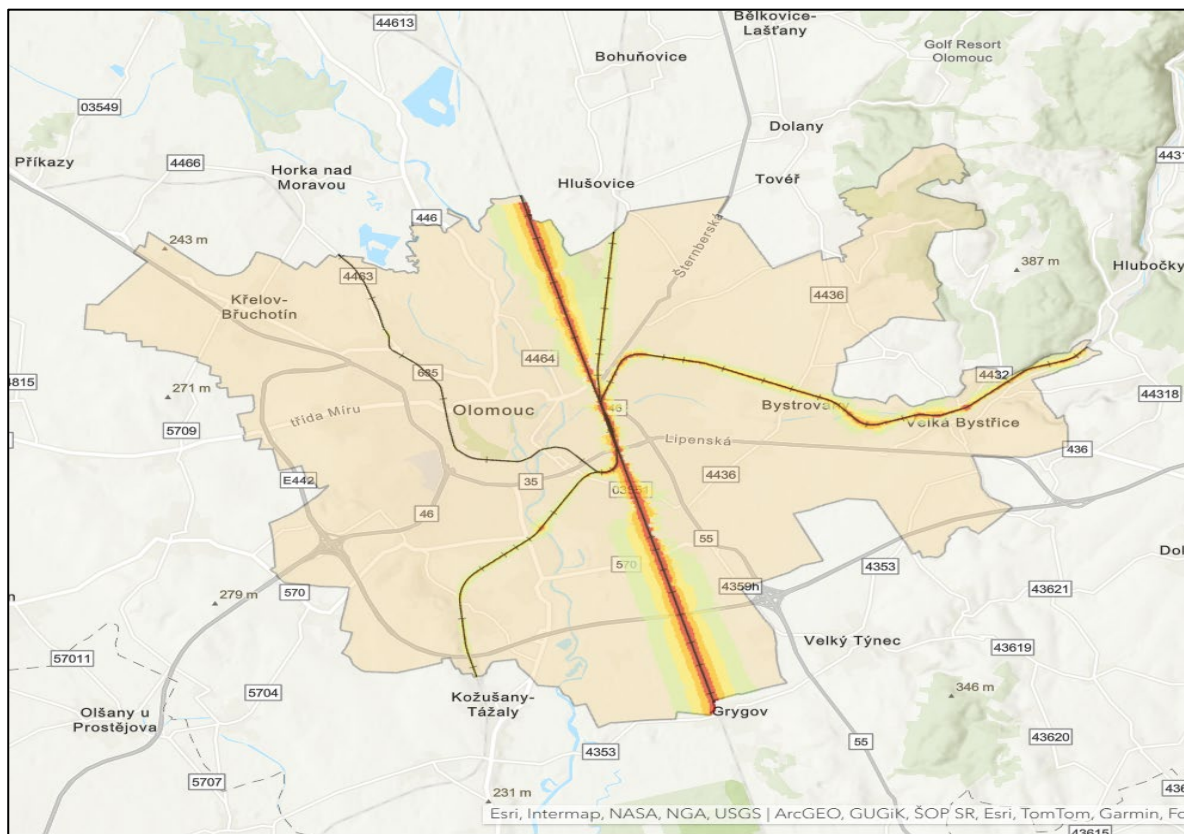 44613
Bělkovice-
Lašťany
Golf Resort
Olomouc
Bohuňovice
03549
Dolany
Příkazy
4466
Horka nad
Moravou
Hlušovice
Tovéř
446
Šternberská
243 m
4463
387 m
Hlubočky
Křelov-
Břuchotín
4436
4464
4432
635
4815
271 m
Olomouc
Bystrovany
44318
třída Míru
Velká Bystřice
5709
Lipenská
436
E442
35
4436
46
55
570
4353
4359h
43621
279 m
570
Velký Týnec
43619
57011
5704
Kožušany-
Tážaly
Grygov
346 m
Olšany u
Prostějova
4353
55
43620
5707
231 m
Esri, Intermap, NASA, NGA, USGS | ArcGEO, GUGiK, ŠOP SR, Esri, TomTom, Garmin, Fo
43615